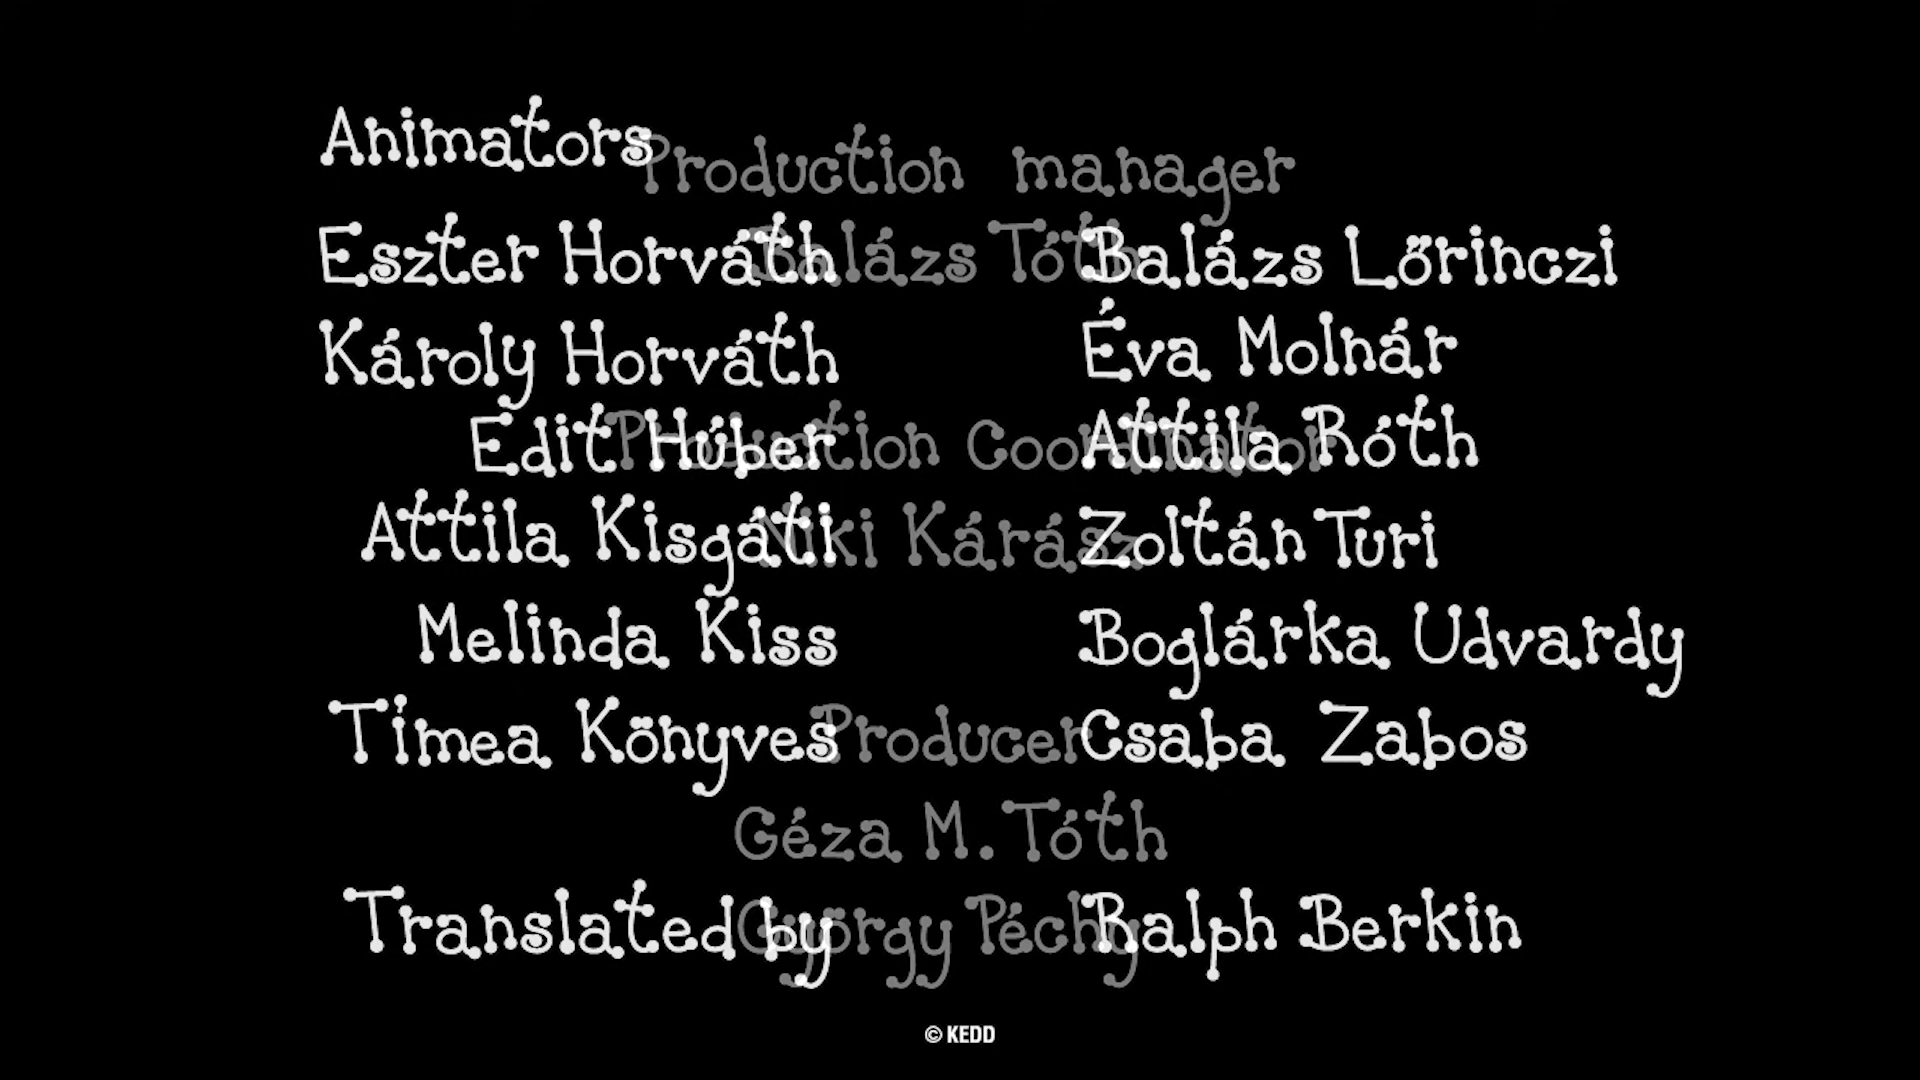 Animators
Production manager
Eszter Horváth Balázs Lőrinczi
Balázs Tóth
Károly Horváth Éva Molnár
Edit Húber Attila Róth
Production Coordinator
Attila Kisgáti Zoltán Turi
Niki Kárász
Melinda Kiss Boglárka Udvardy
Tímea Könyves Csaba Zabos
Producer
Géza M. Tóth
Translated by Ralph Berkin
György Péchy
© KEDD